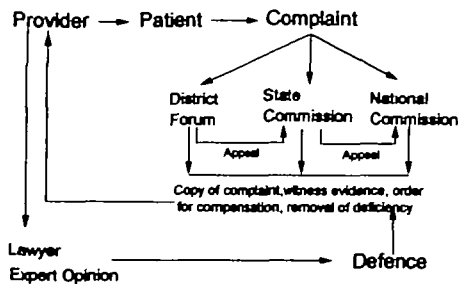 Provider Patient Complaint
District Forum
State Commission
National Commission
Appeal Appeal
Copy of complaint,witness evidence, order
for compensation, removal of deficiency
Lawyer
Expert Opinion
Defence